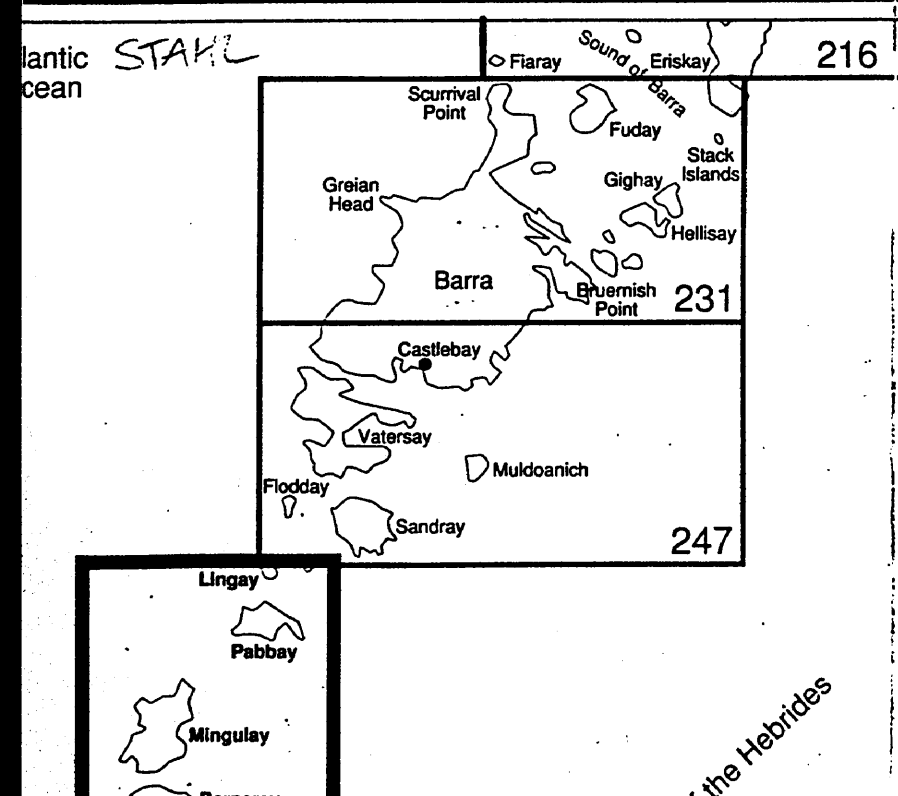 lantic STAHL
cean
Fiaray
Sound of Barra
Eriskay
216
Scurrival
Point
Fuday
Stack
Islands
Gighay
Greian
Head
Hellisay
Barra
Bruernish
Point
231
Castlebay
Vatersay
Muldoanich
Flodday
Sandray
247
Lingay
Pabbay
Mingulay
the Hebrides